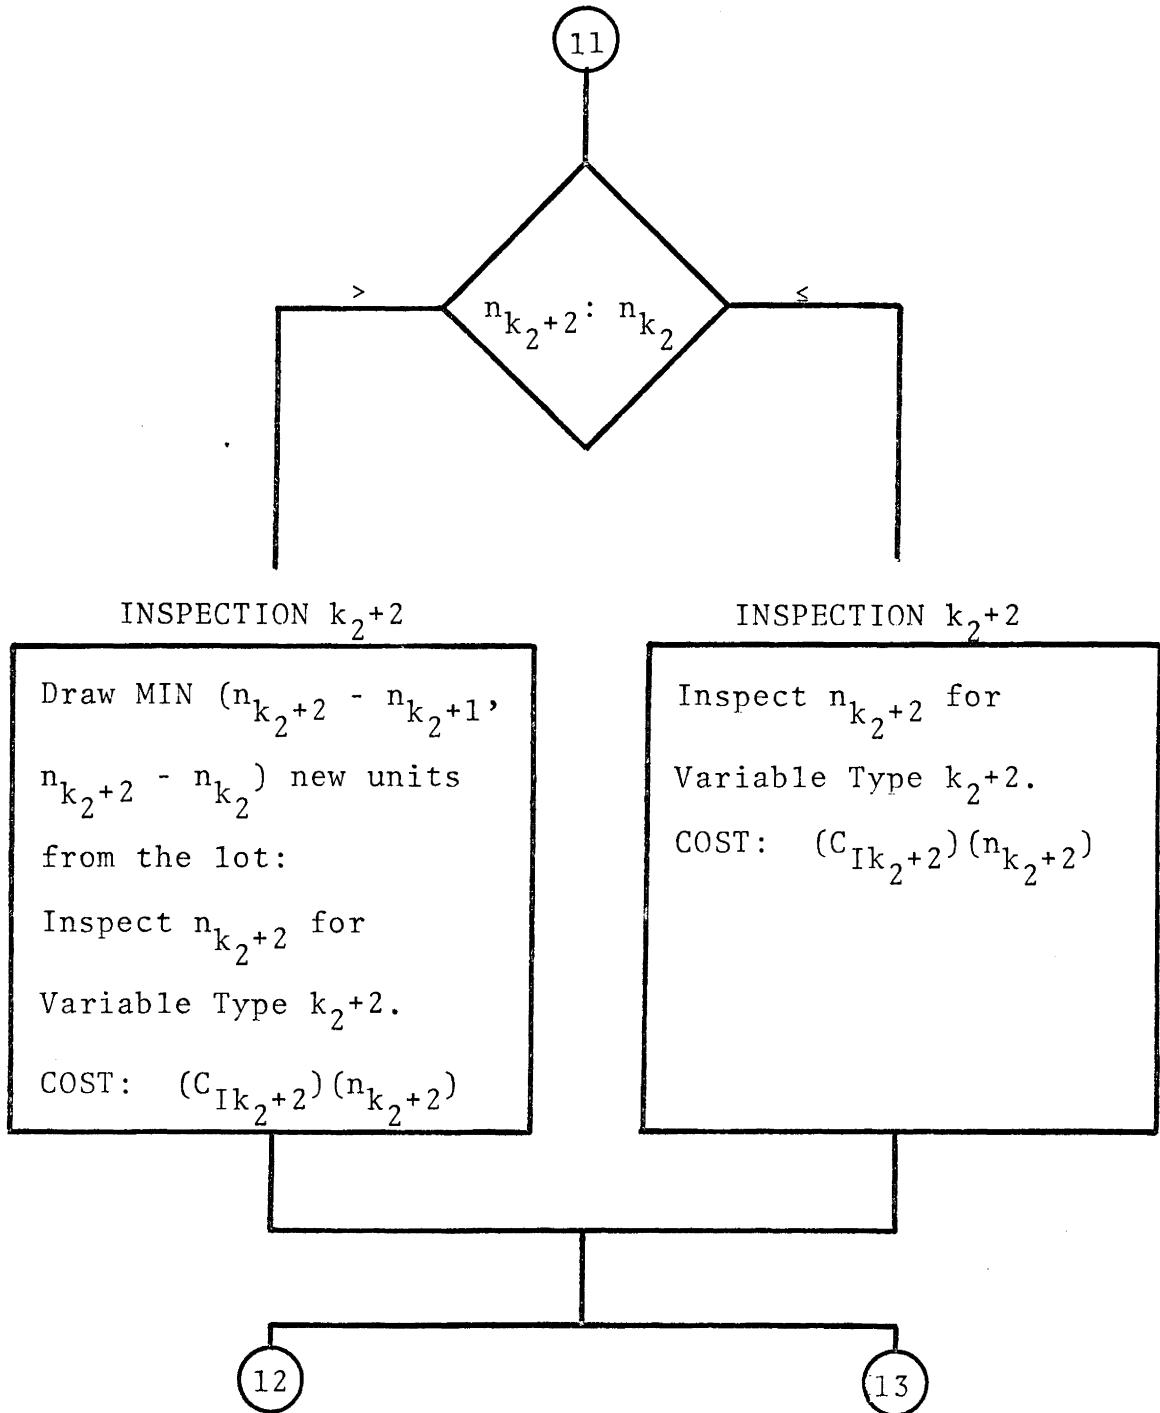 11
>
n_{k_2+2}: n_{k_2}
≤
INSPECTION k_2+2
Draw MIN (n_{k_2+2} - n_{k_2+1},
n_{k_2+2} - n_{k_2}) new units
from the lot:
Inspect n_{k_2+2} for
Variable Type k_2+2.
COST: (C_{Ik_2+2})(n_{k_2+2})
INSPECTION k_2+2
Inspect n_{k_2+2} for
Variable Type k_2+2.
COST: (C_{Ik_2+2})(n_{k_2+2})
12
13